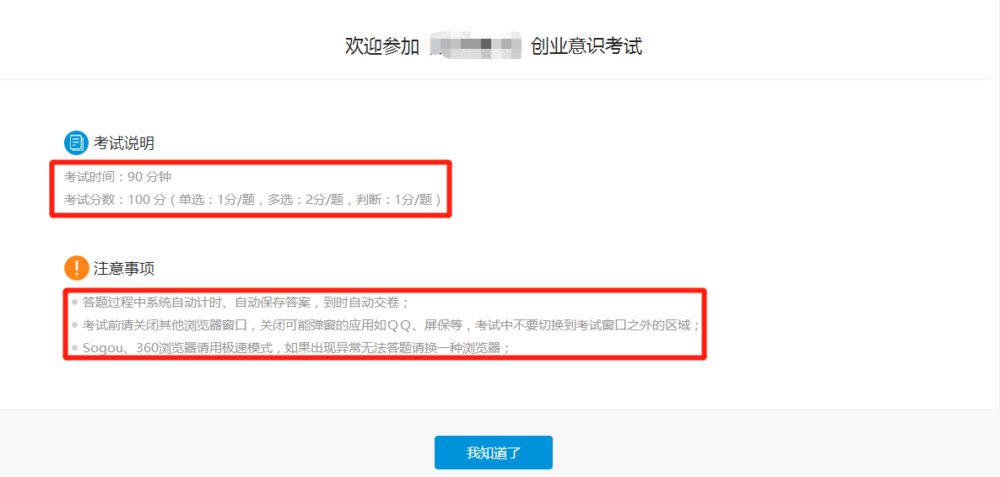 欢迎参加 创业意识考试
考试说明
考试时间：90 分钟
考试分数：100 分（单选：1分/题，多选：2分/题，判断：1分/题）
注意事项
答题过程中系统自动计时、自动保存答案，到时自动交卷；
考试前请关闭其他浏览器窗口，关闭可能弹窗的应用如ＱＱ、屏保等，考试中不要切换到考试窗口之外的区域；
Sogou、360浏览器请用极速模式，如果出现异常无法答题请换一种浏览器；
我知道了